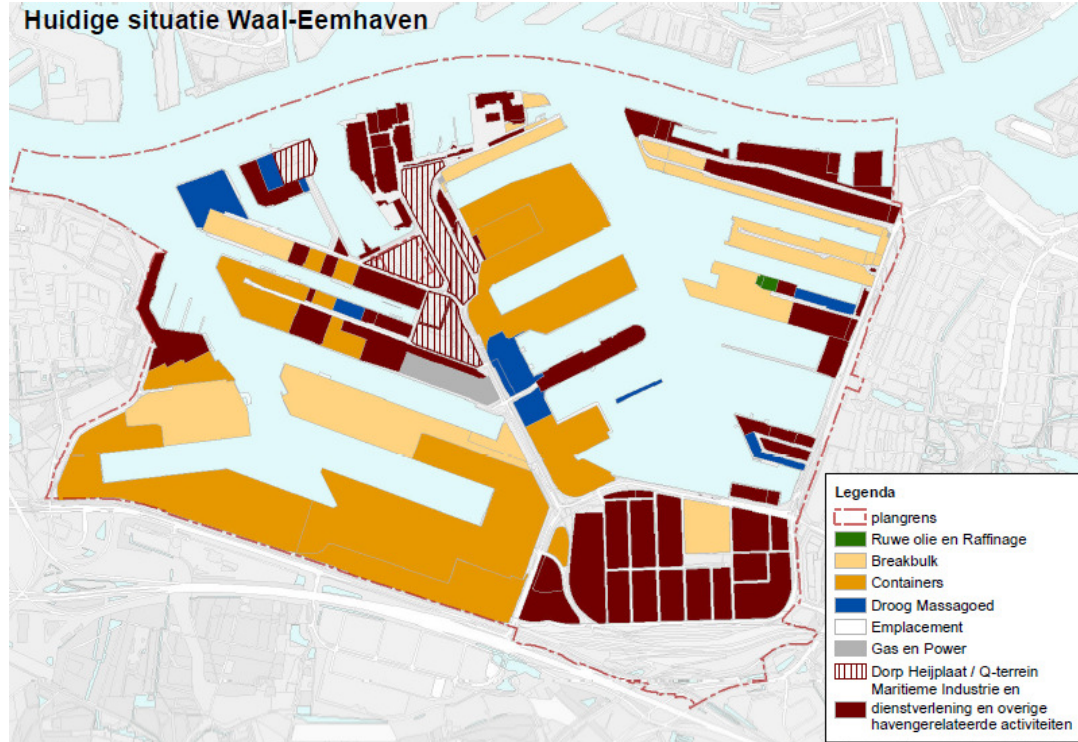 Huidige situatie Waal-Eemhaven
Legenda
plangrens
Ruwe olie en Raffinage
Breakbulk
Containers
Droog Massagoed
Emplacement
Gas en Power
Dorp Heijplaat / Q-terrein
Maritieme Industrie en
dienstverlening en overige
havengerelateerde activiteiten